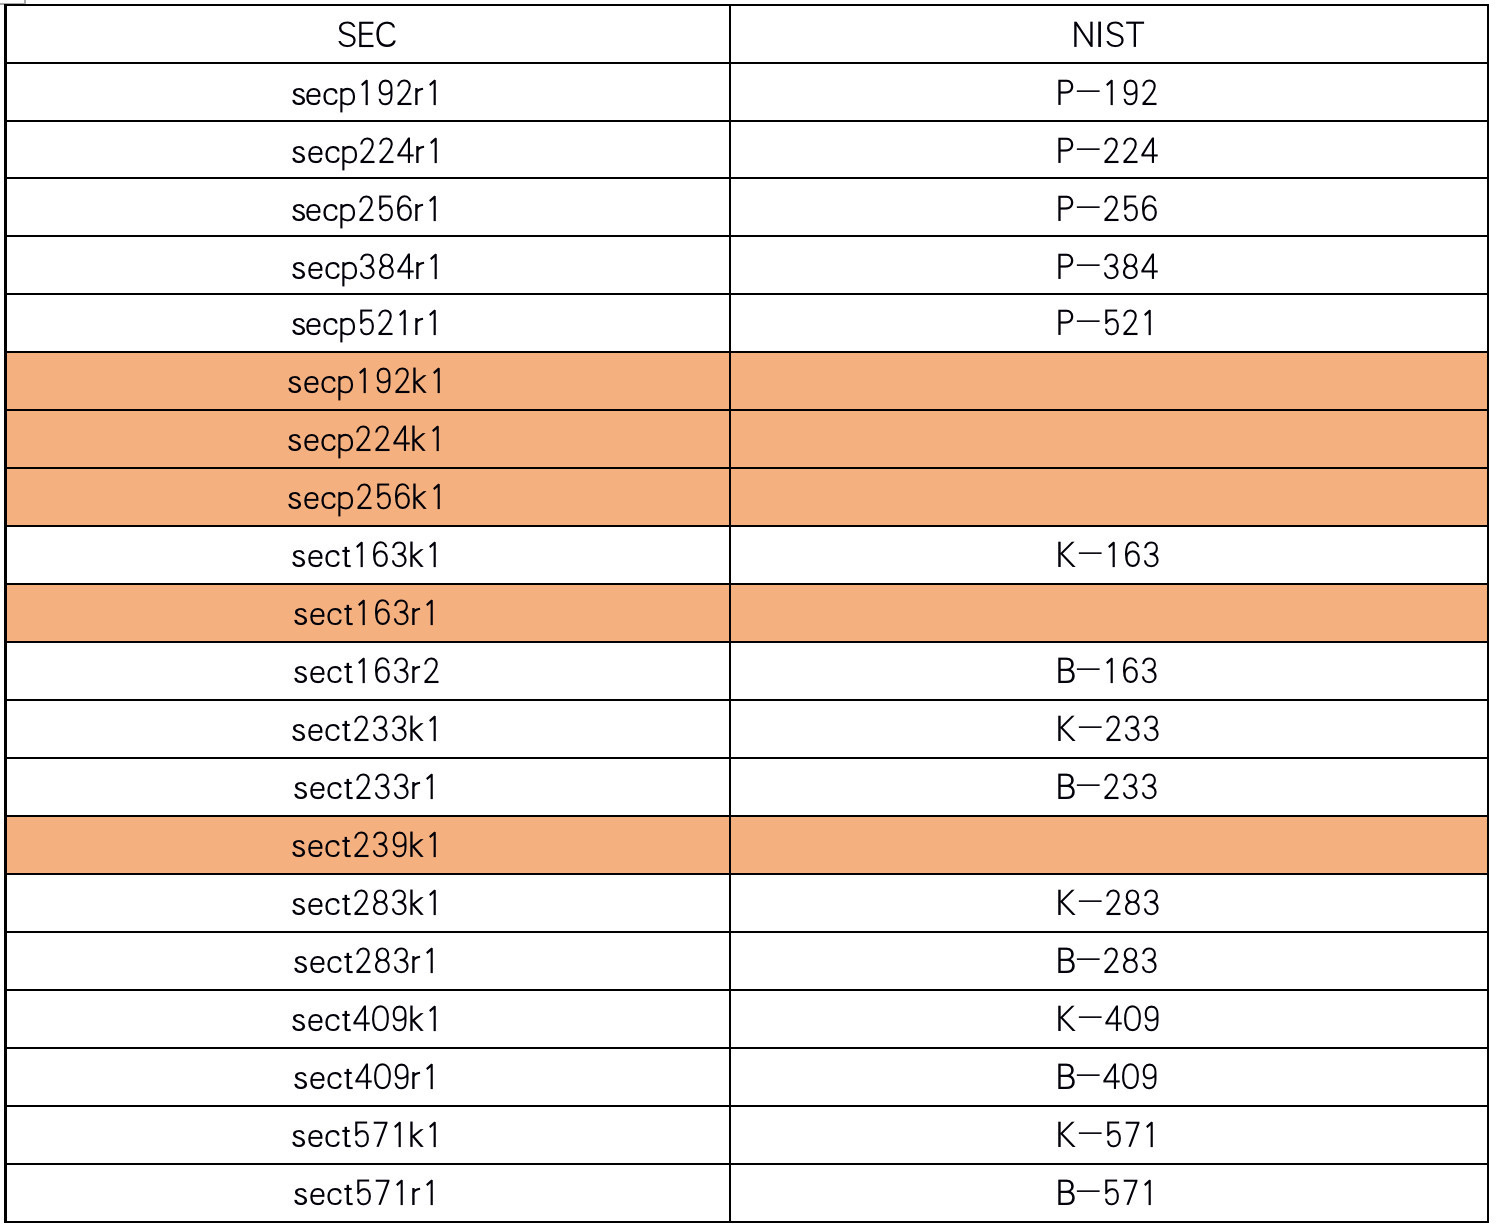 SEC NIST
secp192r1 P-192
secp224r1 P-224
secp256r1 P-256
secp384r1 P-384
secp521r1 P-521
secp192k1
secp224k1
secp256k1
sect163k1 K-163
sect163r1
sect163r2 B-163
sect233k1 K-233
sect233r1 B-233
sect239k1
sect283k1 K-283
sect283r1 B-283
sect409k1 K-409
sect409r1 B-409
sect571k1 K-571
sect571r1 B-571